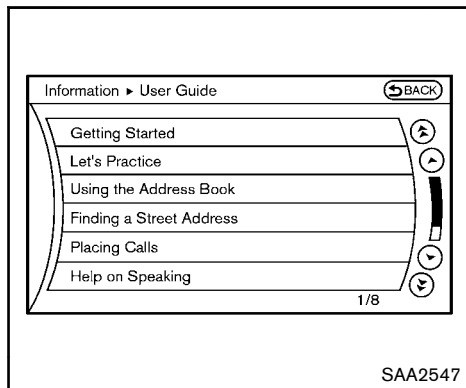 Information ▸ User Guide
BACK
Getting Started
Let's Practice
Using the Address Book
Finding a Street Address
Placing Calls
Help on Speaking
1/8
SAA2547